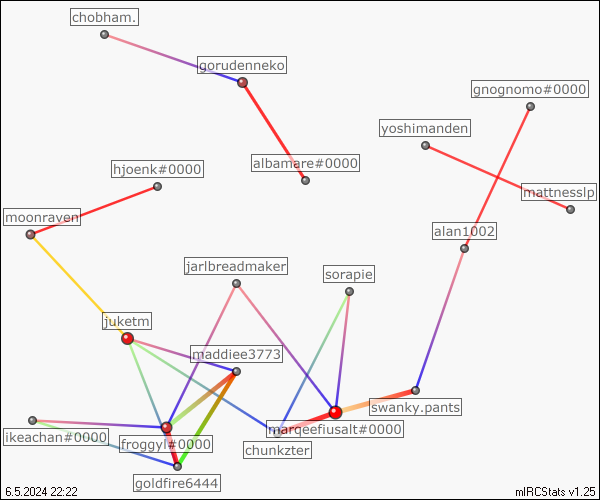 chobham.
gorudenneko
gnognomo#0000
yoshimanden
albamare#0000
hjoenk#0000
mattnesslp
moonraven
alan1002
jarlbreadmaker
sorapie
juketm
maddiee3773
swanky.pants
ikeachan#0000
froggyl#0000
marqeefiusalt#0000
chunkzter
goldfire6444
6.5.2024 22:22
mIRCStats v1.25